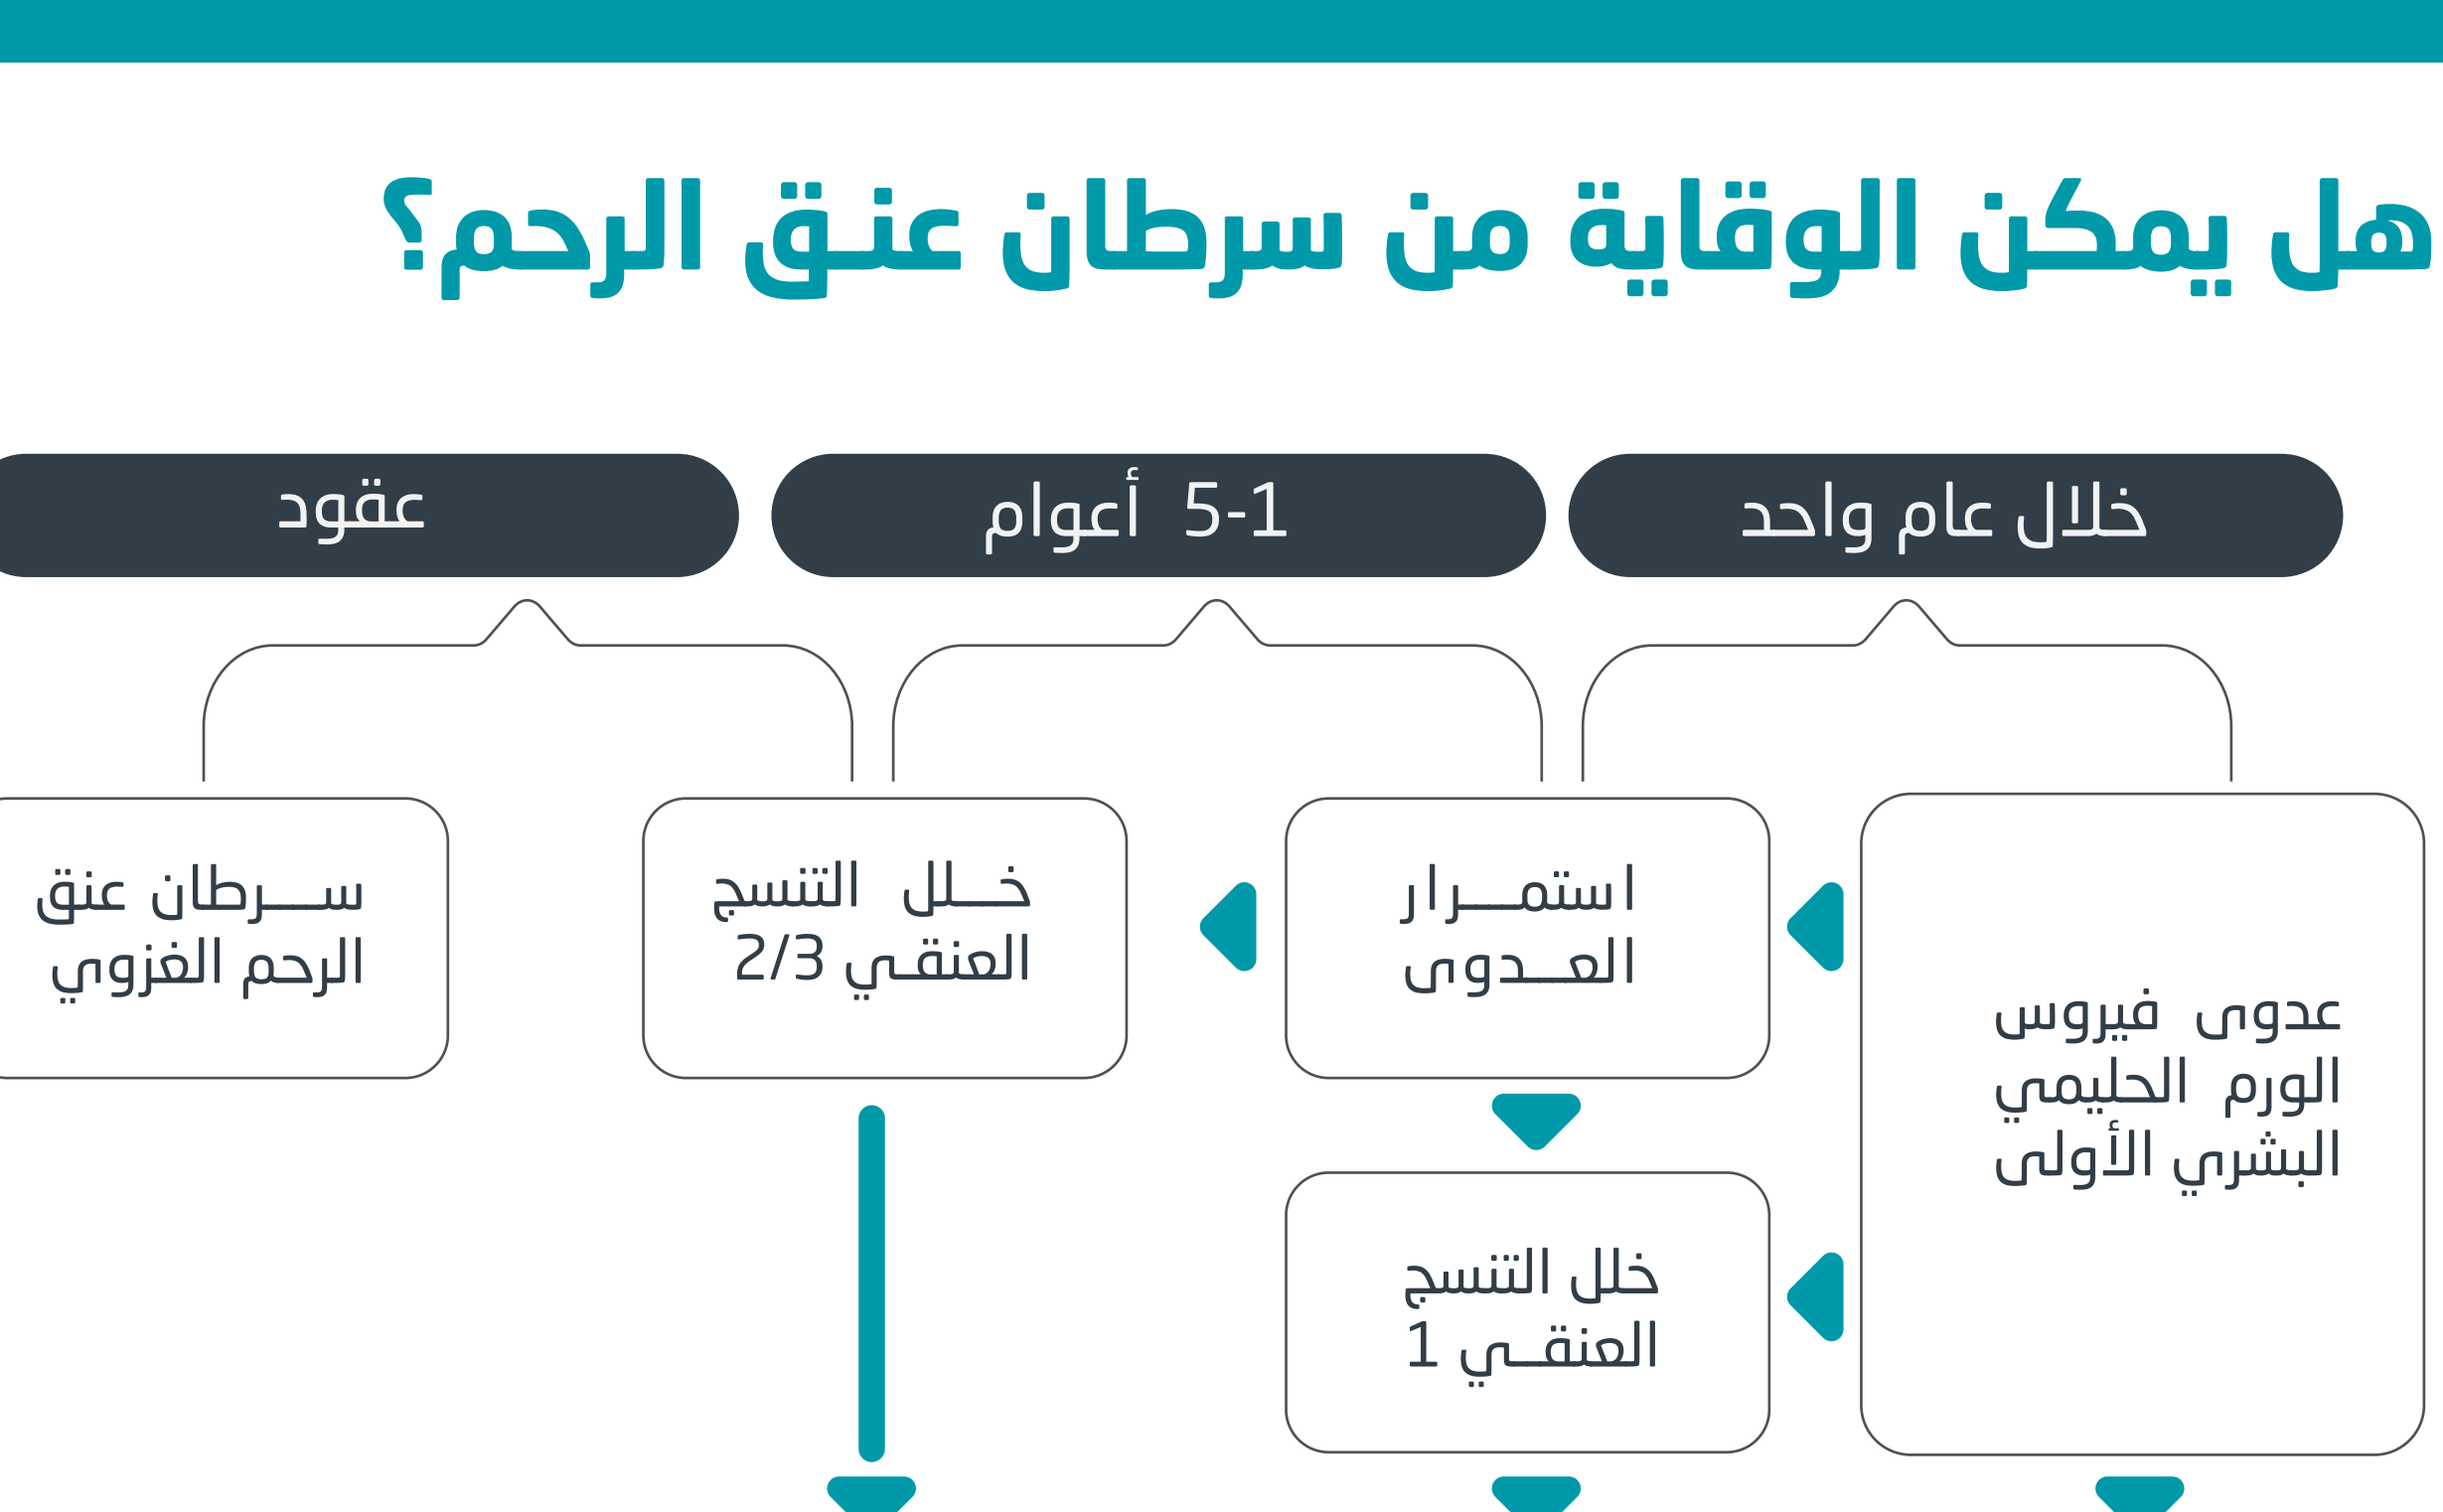 هل يمكن الوقاية من سرطان عنق الرحم؟
خلال عام واحد
1-5 أعوام
عقود
عدوى فيروس
الورم الحليمي
البشري الأولى
استمرار
العدوى
خلل التنسج
العنقي 1
خلل التنسج
العنقي 2/3
سرطان عنق
الرحم الغزوي